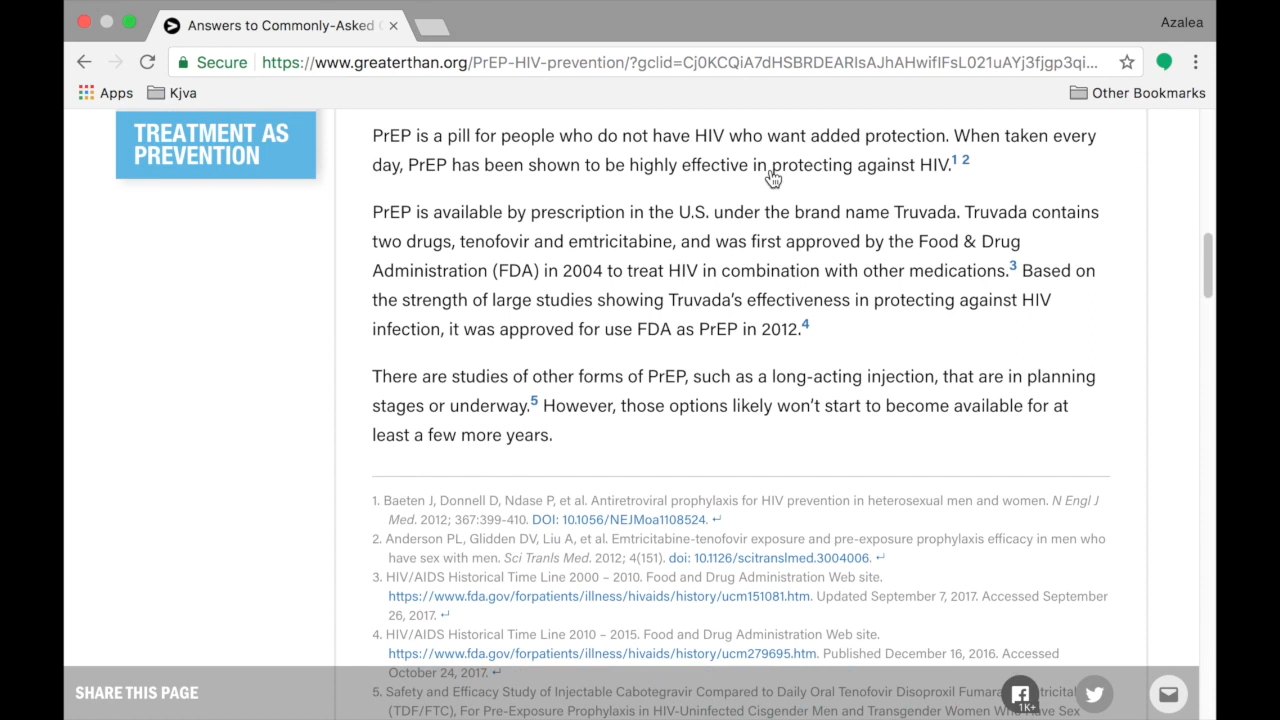 Azalea
Answers to Commonly-Asked
Secure https://www.greaterthan.org/PrEP-HIV-prevention/?gclid=Cj0KCQiA7dHSBRDEARIsAJhAHwifIFsL021uAYj3fjgp3qi...
Apps Kjva Other Bookmarks
TREATMENT AS
PREVENTION
PrEP is a pill for people who do not have HIV who want added protection. When taken every
day, PrEP has been shown to be highly effective in protecting against HIV.1 2
PrEP is available by prescription in the U.S. under the brand name Truvada. Truvada contains
two drugs, tenofovir and emtricitabine, and was first approved by the Food & Drug
Administration (FDA) in 2004 to treat HIV in combination with other medications.3 Based on
the strength of large studies showing Truvada's effectiveness in protecting against HIV
infection, it was approved for use FDA as PrEP in 2012.4
There are studies of other forms of PrEP, such as a long-acting injection, that are in planning
stages or underway.5 However, those options likely won't start to become available for at
least a few more years.
1. Baeten J, Donnell D, Ndase P, et al. Antiretroviral prophylaxis for HIV prevention in heterosexual men and women. N Engl J
Med. 2012; 367:399-410. DOI: 10.1056/NEJMoa1108524. ↵
2. Anderson PL, Glidden DV, Liu A, et al. Emtricitabine-tenofovir exposure and pre-exposure prophylaxis efficacy in men who
have sex with men. Sci Tranls Med. 2012; 4(151). doi: 10.1126/scitranslmed.3004006. ↵
3. HIV/AIDS Historical Time Line 2000 – 2010. Food and Drug Administration Web site.
https://www.fda.gov/forpatients/illness/hivaids/history/ucm151081.htm. Updated September 7, 2017. Accessed September
26, 2017. ↵
4. HIV/AIDS Historical Time Line 2010 – 2015. Food and Drug Administration Web site.
https://www.fda.gov/forpatients/illness/hivaids/history/ucm279695.htm. Published December 16, 2016. Accessed
October 24, 2017. ↵
5. Safety and Efficacy Study of Injectable Cabotegravir Compared to Daily Oral Tenofovir Disoproxil
(TDF/FTC), For Pre-Exposure Prophylaxis in HIV-Uninfected Cisgender Men and Transgender Women Who Have Sex
SHARE THIS PAGE
1K+